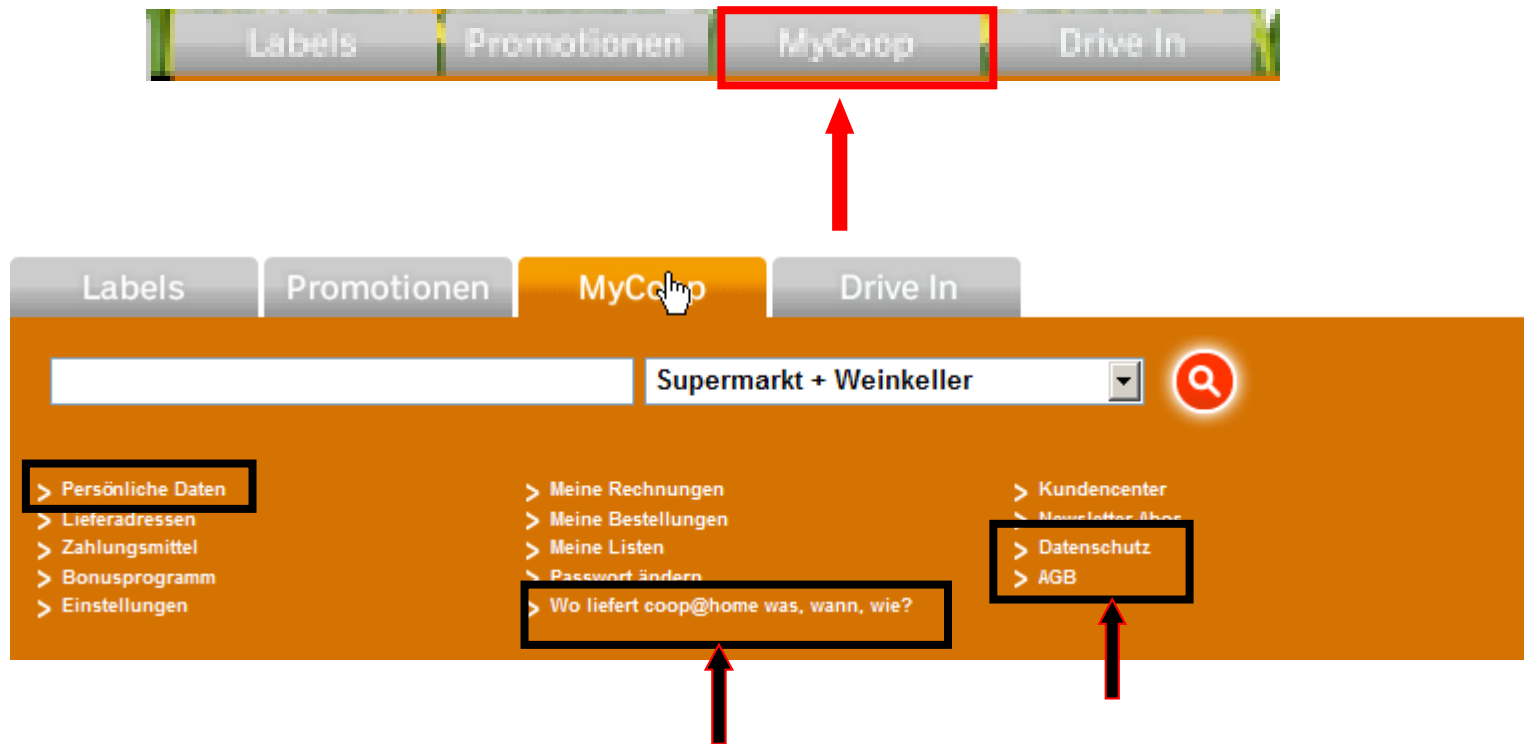 Labels Promotionen MyCoop Drive In
Labels Promotionen MyCoop Drive In
Supermarkt + Weinkeller
Persönliche Daten
Lieferadressen
Zahlungsmittel
Bonusprogramm
Einstellungen
Meine Rechnungen
Meine Bestellungen
Meine Listen
Passwort ändern
Wo liefert coop@home was, wann, wie?
Kundencenter
Newsletter Abos
Datenschutz
AGB